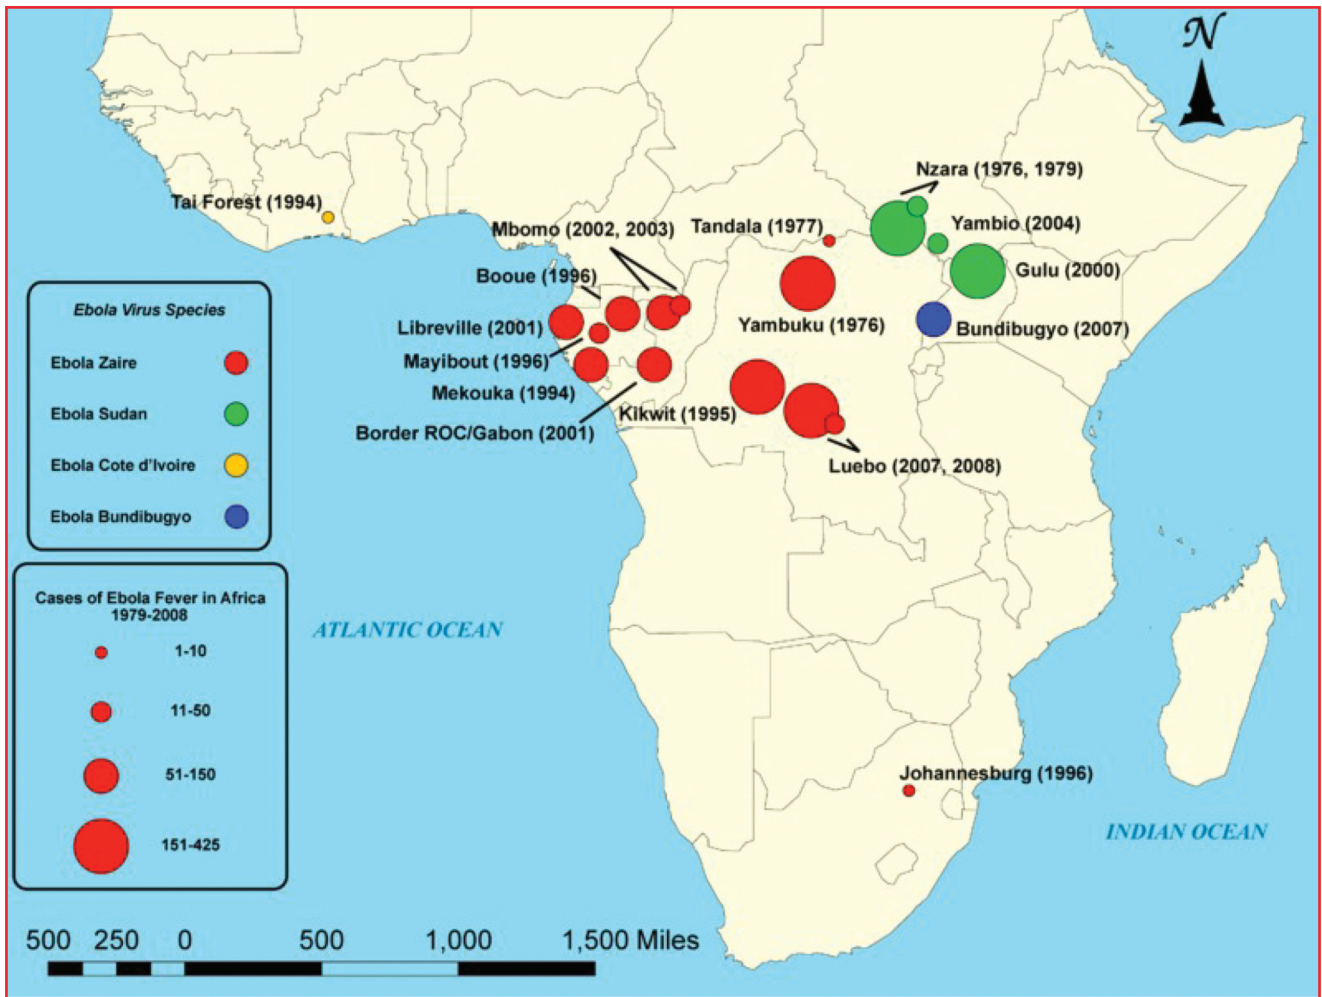 N
Nzara (1976, 1979)
Tai Forest (1994)
Mbomo (2002, 2003)
Tandala (1977)
Yambio (2004)
Booue (1996)
Gulu (2000)
Libreville (2001)
Yambuku (1976)
Bundibugyo (2007)
Mayibout (1996)
Mekouka (1994)
Kikwit (1995)
Border ROC/Gabon (2001)
Luebo (2007, 2008)
Johannesburg (1996)
Ebola Virus Species
Ebola Zaire
Ebola Sudan
Ebola Cote d'Ivoire
Ebola Bundibugyo
Cases of Ebola Fever in Africa
1979-2008
1-10
11-50
51-150
151-425
ATLANTIC OCEAN
INDIAN OCEAN
500 250 0 500 1,000 1,500 Miles